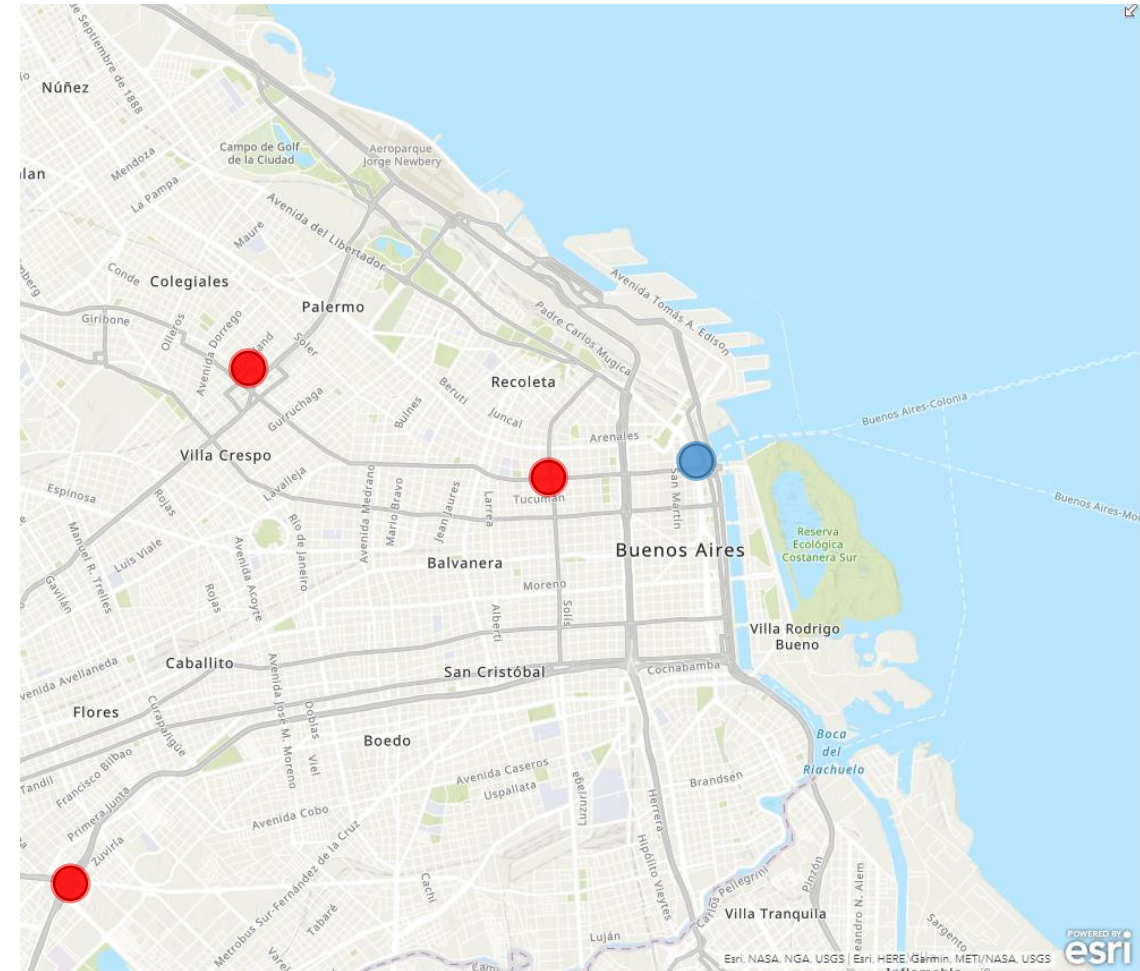 de Septiembre de 1888
Núñez
Mendoza
La Pampa
Campo de Golf
de la Ciudad
Aeroparque
Jorge Newbery
Avenida del Libertador
Maure
Conde
Colegiales
Palermo
Giribone
Olleros
Avenida Dorrego
Soler
Gurruchaga
Avenida Tomás A. Edison
Padre Carlos Mugica
Recoleta
Beruti
Juncal
Bulnes
Arenales
Buenos Aires-Colonia
Villa Crespo
Lavalleja
Espinosa
Rojas
Tucumán
San Martín
Larrea
Jean Jaures
Mario Bravo
Avenida Medrano
Río de Janeiro
Luis Viale
Manuel R. Trelles
Gavilán
Rojas
Avenida Acoyte
Balvanera
Buenos Aires
Reserva
Ecológica
Costanera Sur
Moreno
Alberti
Solís
Villa Rodrigo
Bueno
Caballito
San Cristóbal
Cochabamba
Flores
Curapaligüe
Avenida José M. Moreno
Doblas
Viel
Boedo
Boca
del
Riachuelo
Avenida Caseros
Uspallata
Luzuriaga
Brandsen
Tandil
Francisco Bilbao
Primera Junta
Zuviría
Avenida Cobo
Metrobus Sur-Fernández de la Cruz
Tabaré
Cachi
Herrera
Hipólito Vieytes
Carlos Pellegrini
Pinzón
Villa Tranquila
Luján
Sargento
POWERED BY
esri
Esri, NASA, NGA, USGS | Esri, HERE, Garmin, METI/NASA, USGS